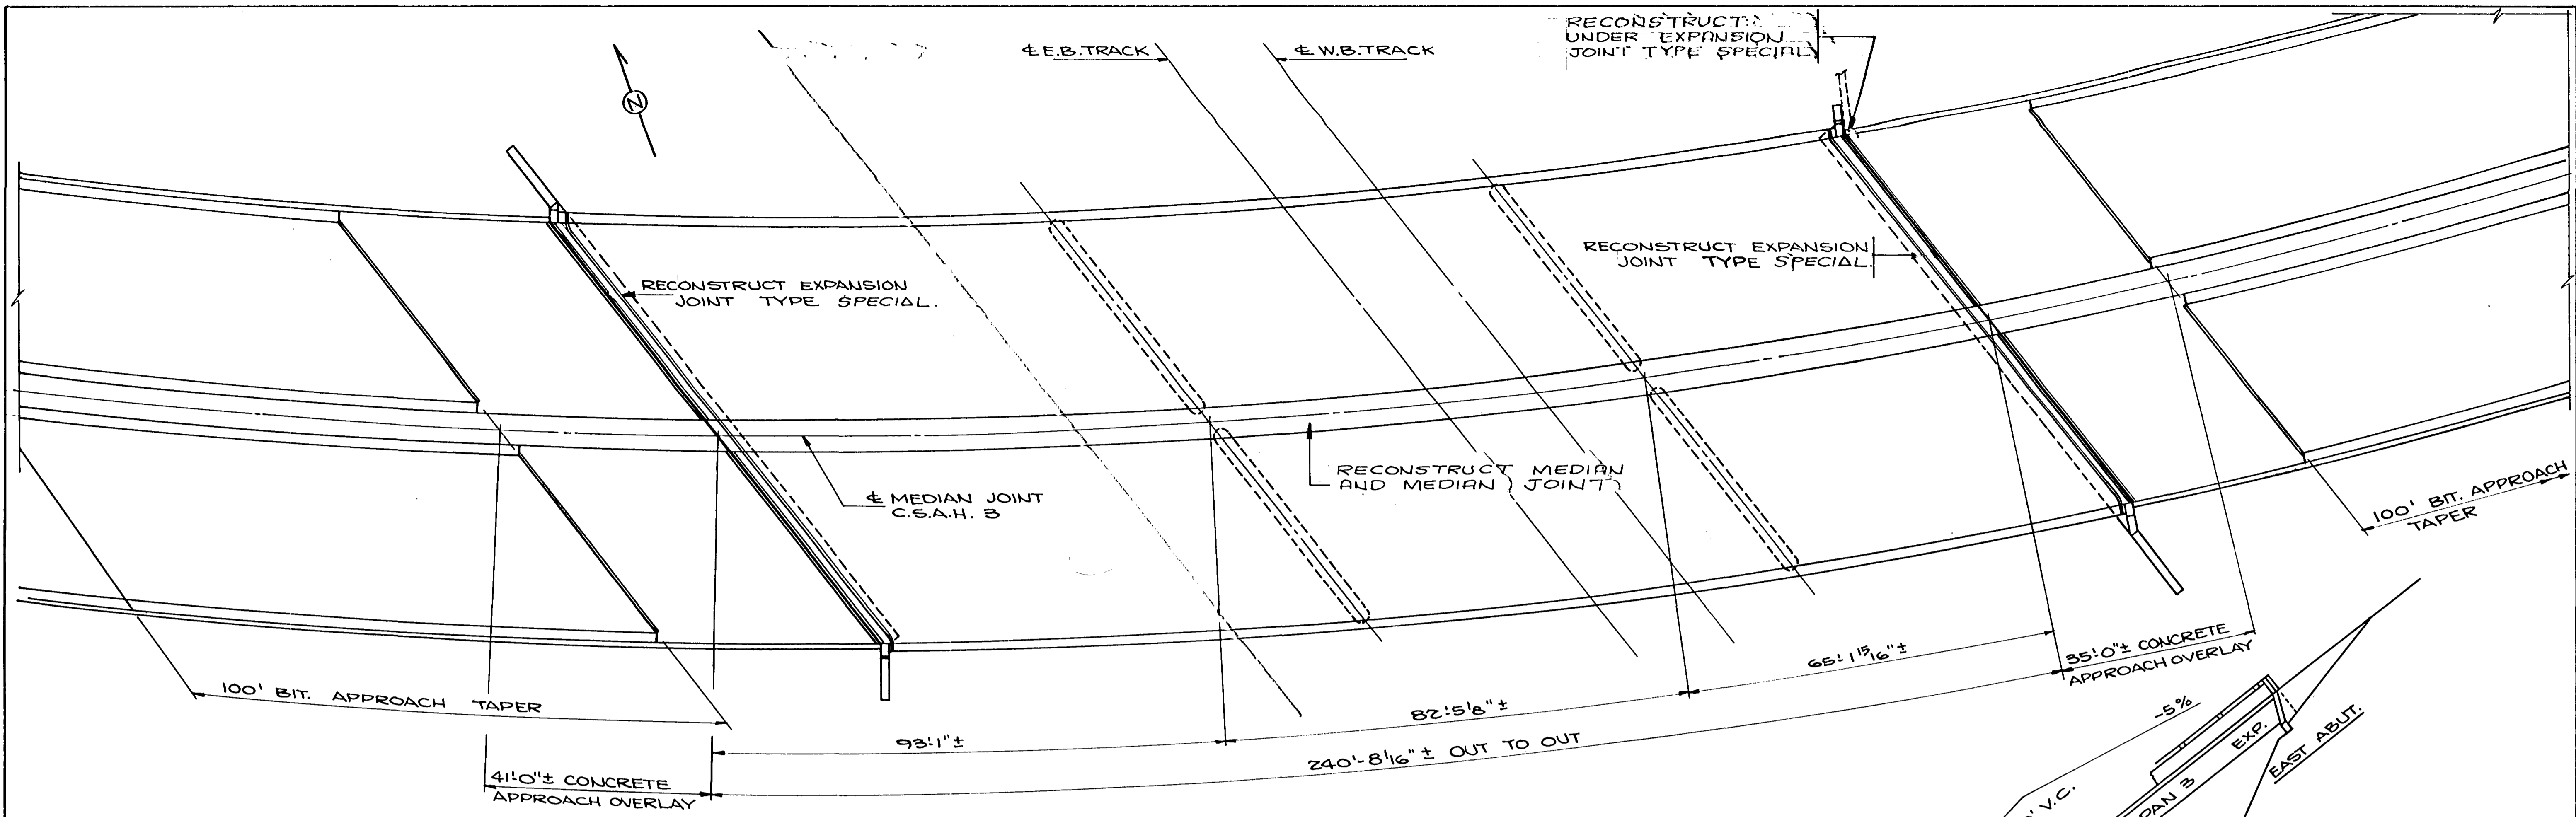 RECONSTRUCT
UNDER EXPANSION
JOINT TYPE SPECIAL
℄ E.B. TRACK
℄ W.B. TRACK
N
RECONSTRUCT EXPANSION
JOINT TYPE SPECIAL.
RECONSTRUCT EXPANSION
JOINT TYPE SPECIAL.
℄ MEDIAN JOINT
C.S.A.H. 3
RECONSTRUCT MEDIAN
AND MEDIAN JOINT
100' BIT. APPROACH
TAPER
100' BIT. APPROACH TAPER
41'-0"± CONCRETE
APPROACH OVERLAY
93'-1"±
82'-5 1/8"±
65'-1 15/16"±
35'-0"± CONCRETE
APPROACH OVERLAY
240'-8 1/16"± OUT TO OUT
-5%
EXP.
EAST ABUT.
' V.C.
PAN 3